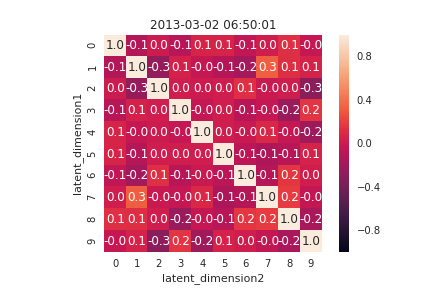 2013-03-02 06:50:01
latent_dimension1
0 1.0 -0.1 0.0 -0.1 0.1 0.1 -0.1 0.0 0.1 -0.0
1 -0.1 1.0 -0.3 0.1 -0.0 -0.1 -0.2 0.3 0.1 0.1
2 0.0 -0.3 1.0 0.0 0.0 0.0 0.1 -0.0 0.0 -0.3
3 -0.1 0.1 0.0 1.0 -0.0 0.0 -0.1 -0.0 -0.2 0.2
4 0.1 -0.0 0.0 -0.0 1.0 0.0 -0.0 0.1 -0.0 -0.2
5 0.1 -0.1 0.0 0.0 0.0 1.0 -0.1 -0.1 -0.1 0.1
6 -0.1 -0.2 0.1 -0.1 -0.0 -0.1 1.0 -0.1 0.2 0.0
7 0.0 0.3 -0.0 -0.0 0.1 -0.1 -0.1 1.0 0.2 -0.0
8 0.1 0.1 0.0 -0.2 -0.0 -0.1 0.2 0.2 1.0 -0.2
9 -0.0 0.1 -0.3 0.2 -0.2 0.1 0.0 -0.0 -0.2 1.0
0 1 2 3 4 5 6 7 8 9
latent_dimension2
0.8
0.4
0.0
-0.4
-0.8